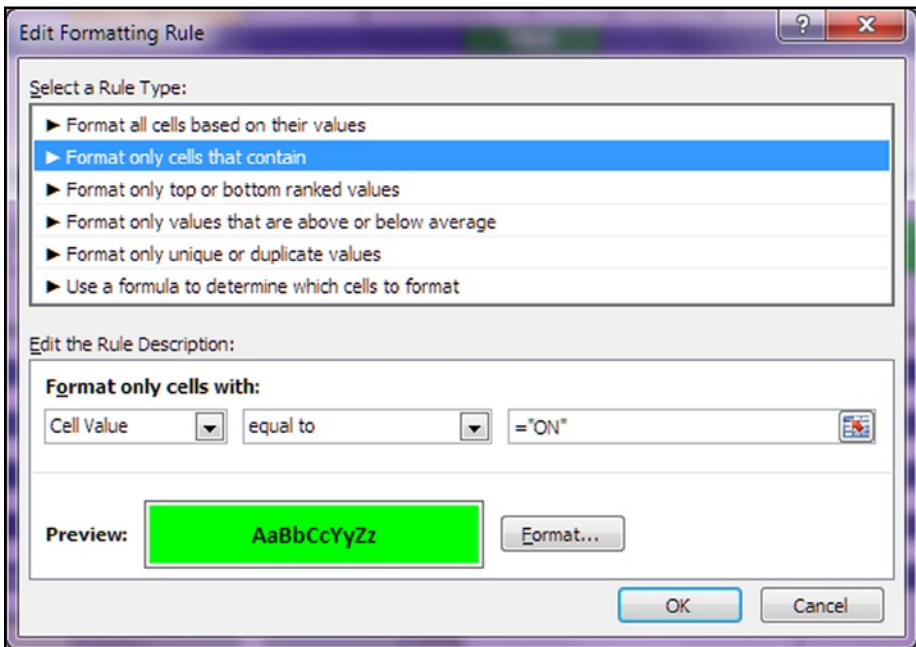 Edit Formatting Rule
? X
Select a Rule Type:
► Format all cells based on their values
► Format only cells that contain
► Format only top or bottom ranked values
► Format only values that are above or below average
► Format only unique or duplicate values
► Use a formula to determine which cells to format
Edit the Rule Description:
Format only cells with:
Cell Value equal to ="ON"
Preview: AaBbCcYyZz Format...
OK Cancel